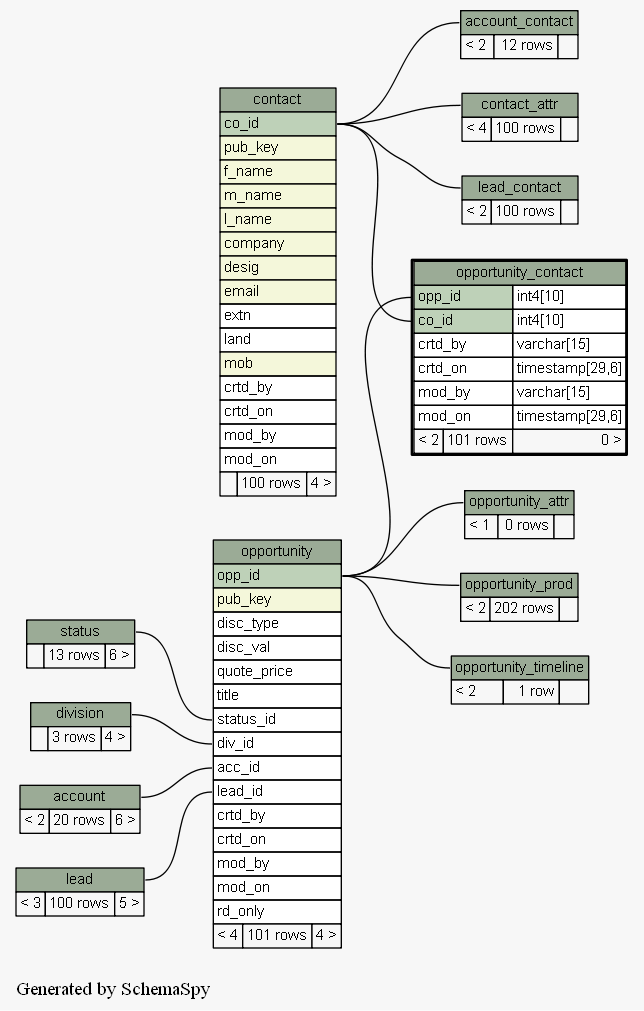 account_contact
< 2 12 rows
contact
co_id
pub_key
f_name
m_name
l_name
company
desig
email
extn
land
mob
crtd_by
crtd_on
mod_by
mod_on
100 rows 4 >
contact_attr
< 4 100 rows
lead_contact
< 2 100 rows
opportunity_contact
opp_id int4[10]
co_id int4[10]
crtd_by varchar[15]
crtd_on timestamp[29,6]
mod_by varchar[15]
mod_on timestamp[29,6]
< 2 101 rows 0 >
opportunity_attr
< 1 0 rows
opportunity_prod
< 2 202 rows
opportunity_timeline
< 2 1 row
opportunity
opp_id
pub_key
disc_type
disc_val
quote_price
title
status_id
div_id
acc_id
lead_id
crtd_by
crtd_on
mod_by
mod_on
rd_only
< 4 101 rows 4 >
status
13 rows 6 >
division
3 rows 4 >
account
< 2 20 rows 6 >
lead
< 3 100 rows 5 >
Generated by SchemaSpy